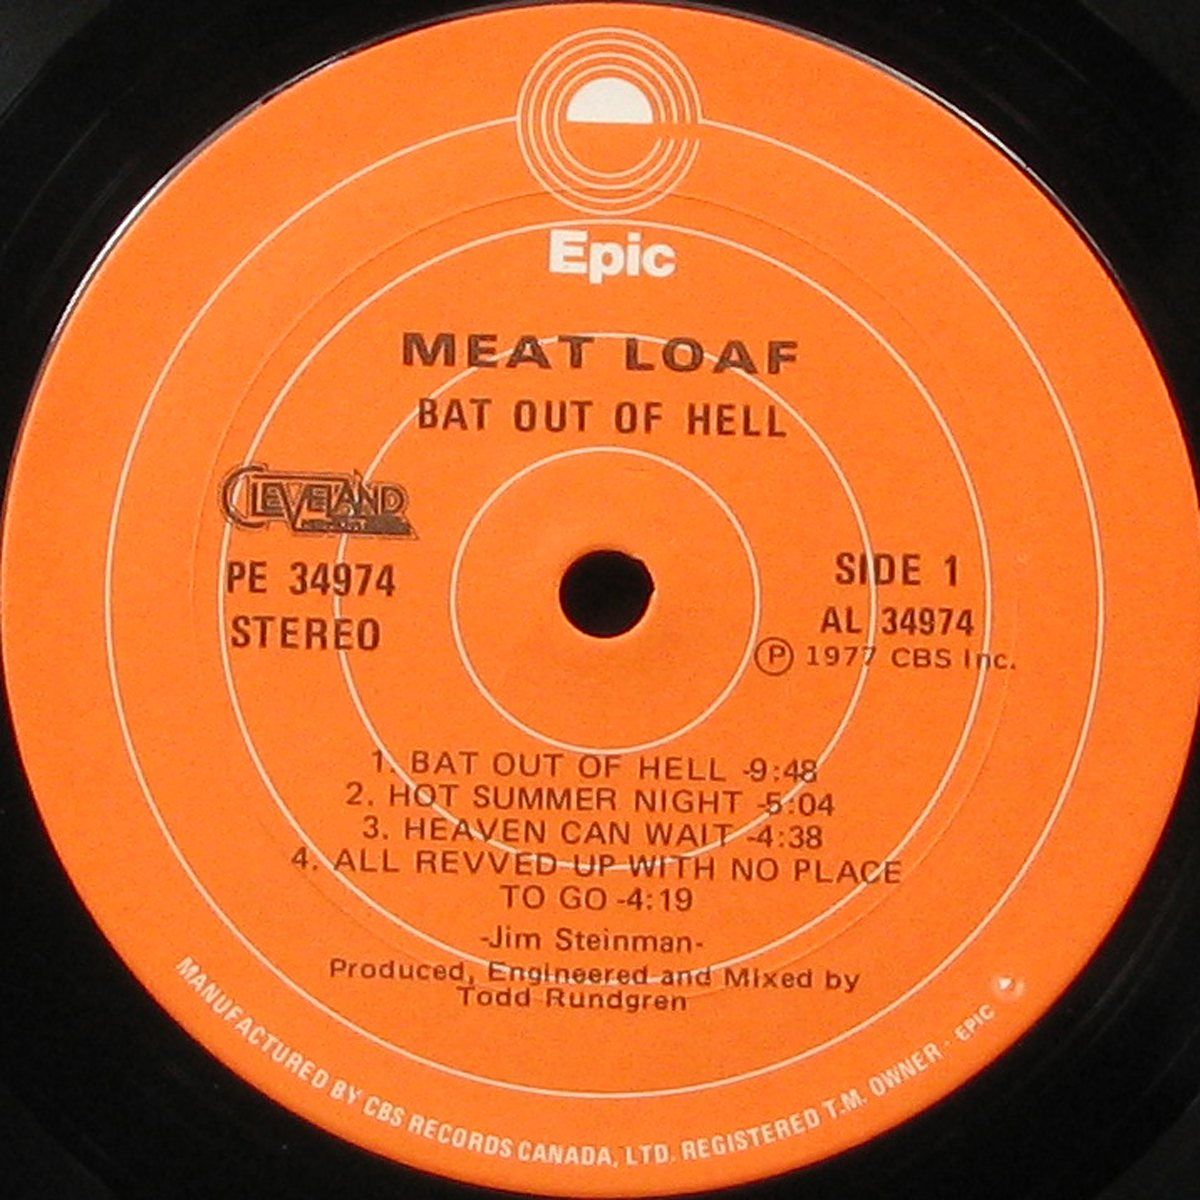 Epic
MEAT LOAF
BAT OUT OF HELL
CLEVELAND
PE 34974
STEREO
SIDE 1
AL 34974
Ⓟ 1977 CBS Inc.
1. BAT OUT OF HELL -9:48
2. HOT SUMMER NIGHT -5:04
3. HEAVEN CAN WAIT -4:38
4. ALL REVVED UP WITH NO PLACE
TO GO -4:19
-Jim Steinman-
Produced, Engineered and Mixed by
Todd Rundgren
MANUFACTURED BY CBS RECORDS CANADA, LTD. REGISTERED T.M. OWNER - EPIC